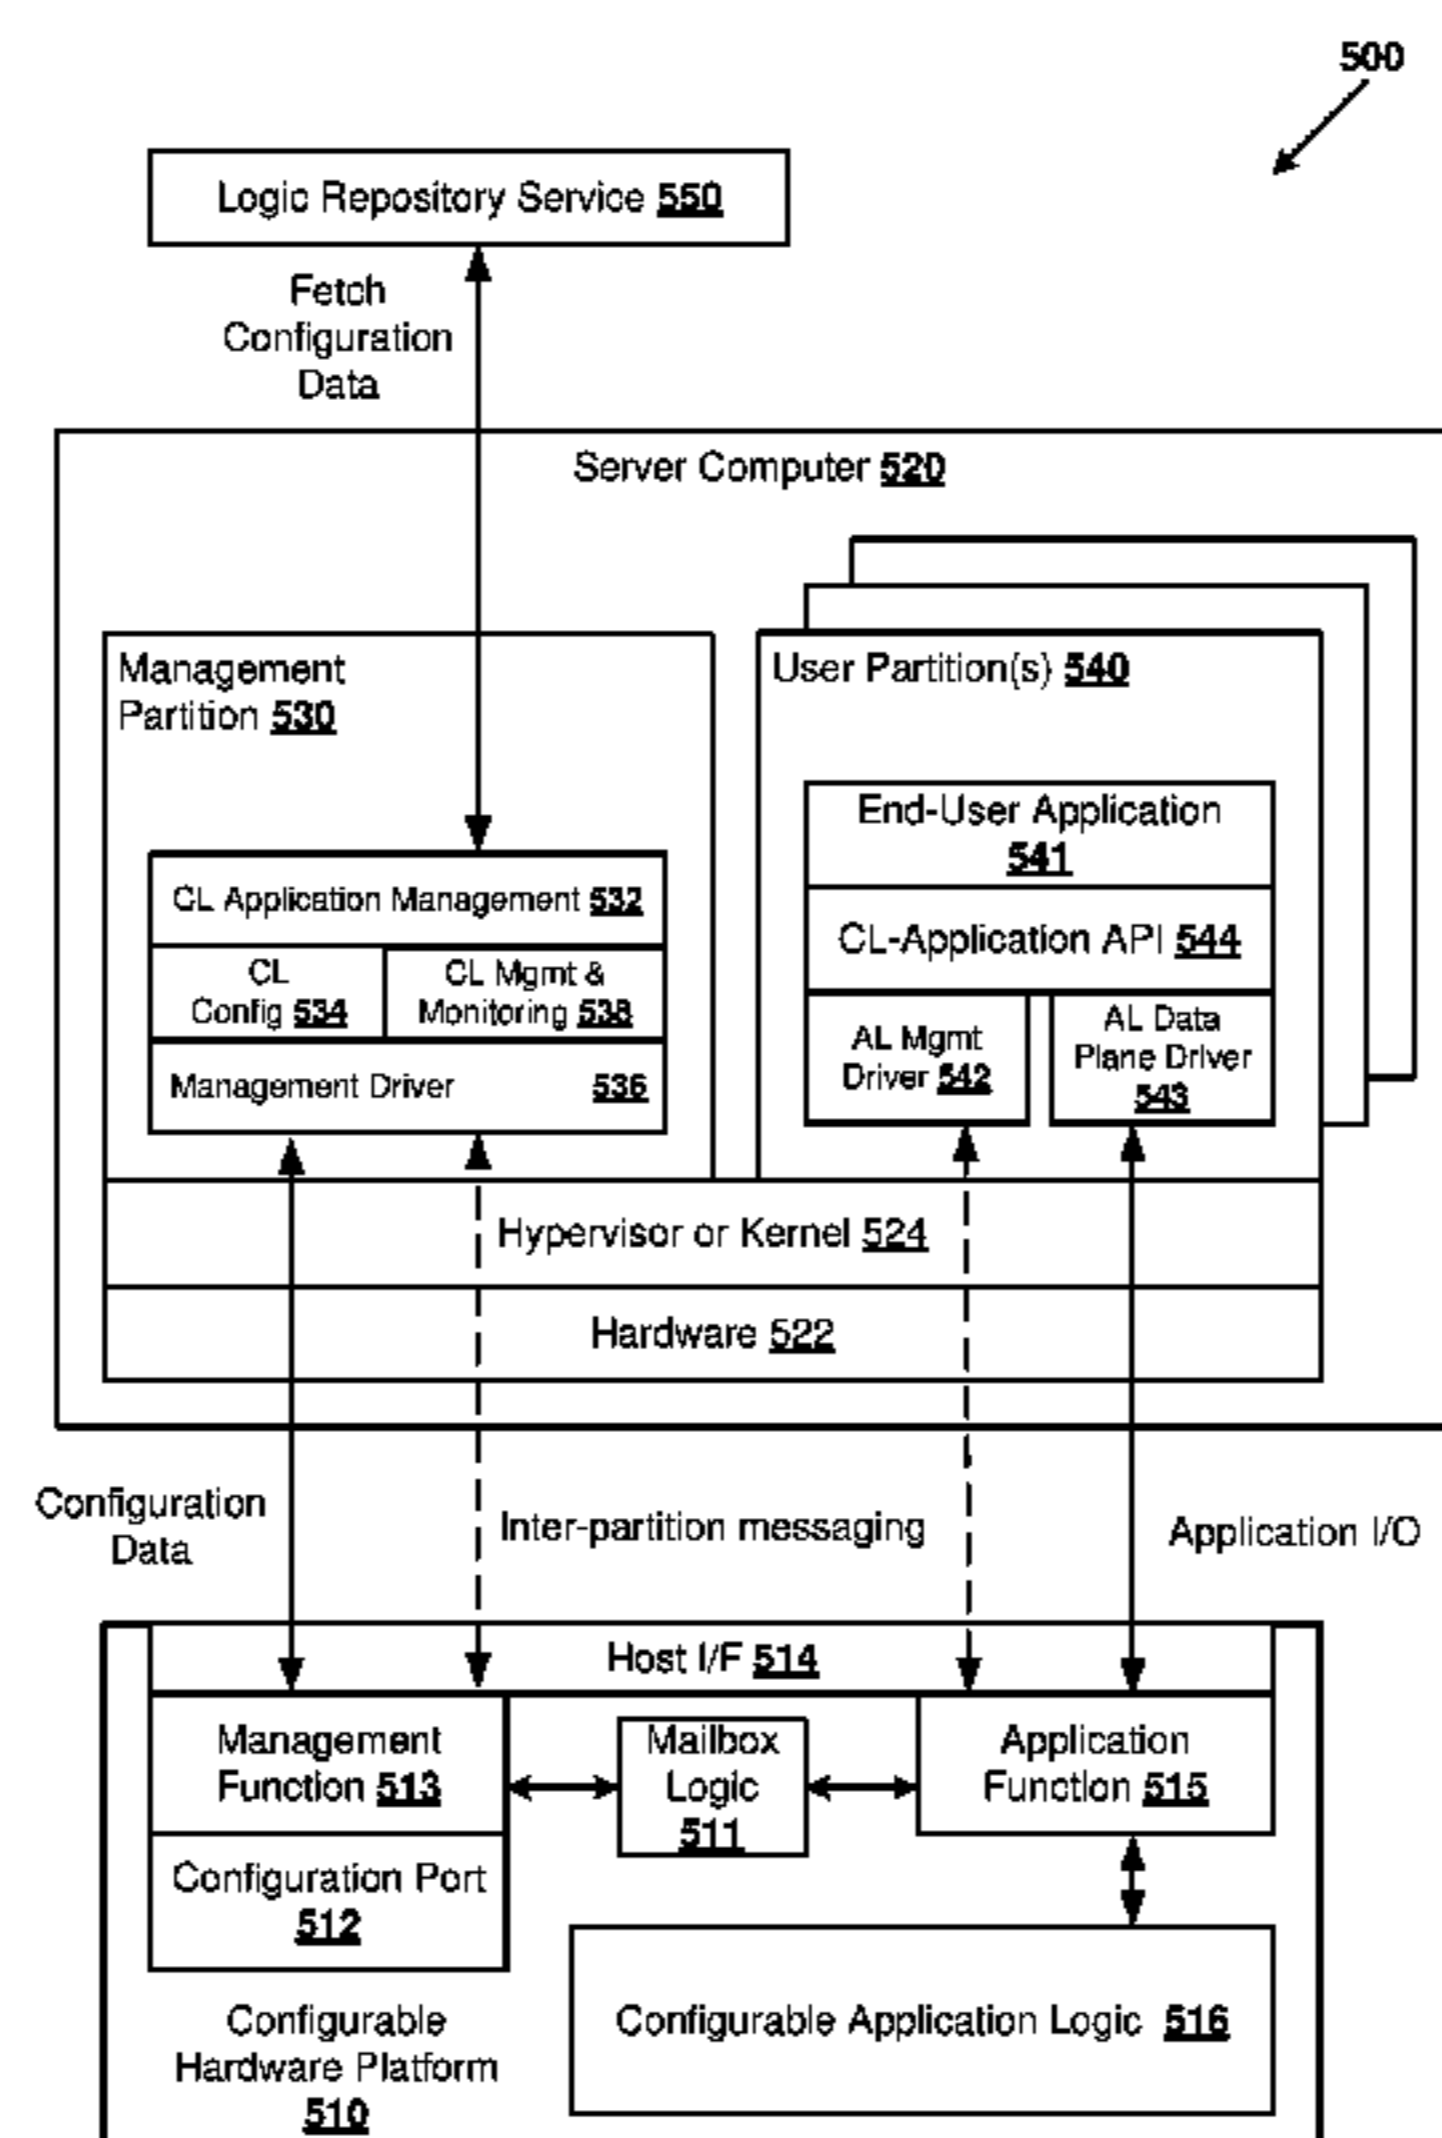 500
Logic Repository Service 550
Fetch
Configuration
Data
Server Computer 520
Management
Partition 530
User Partition(s) 540
End-User Application
541
CL Application Management 532
CL-Application API 544
CL
Config 534
CL Mgmt &
Monitoring 538
AL Mgmt
Driver 542
AL Data
Plane Driver
543
Management Driver 536
Hypervisor or Kernel 524
Hardware 522
Configuration
Data
Inter-partition messaging
Application I/O
Host I/F 514
Management
Function 513
Mailbox
Logic
511
Application
Function 515
Configuration Port
512
Configurable
Hardware Platform
510
Configurable Application Logic 516